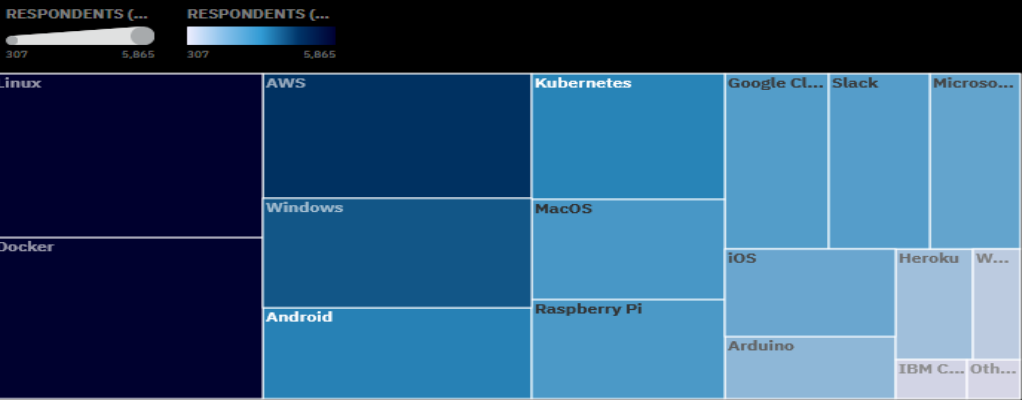 RESPONDENTS (... RESPONDENTS (...
307 5,865 307 5,865
Linux AWS Kubernetes Google Cl... Slack Microso...
Windows MacOS
Docker iOS Heroku W...
Android Raspberry Pi
Arduino
IBM C... Oth...